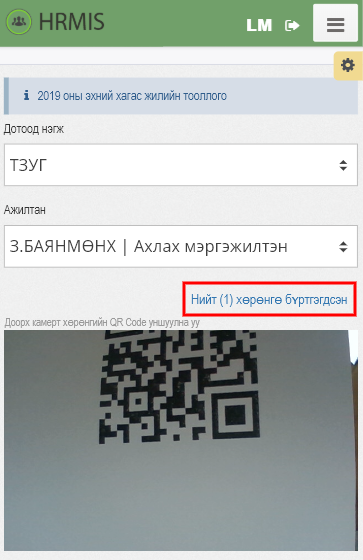 HRMIS
LM
2019 оны эхний хагас жилийн тооллого
Дотоод нэгж
ТЗУГ
Ажилтан
З.БАЯНМӨНХ | Ахлах мэргэжилтэн
Нийт (1) хөрөнгө бүртгэгдсэн
Доорх камерт хөрөнгийн QR Code уншуулна уу